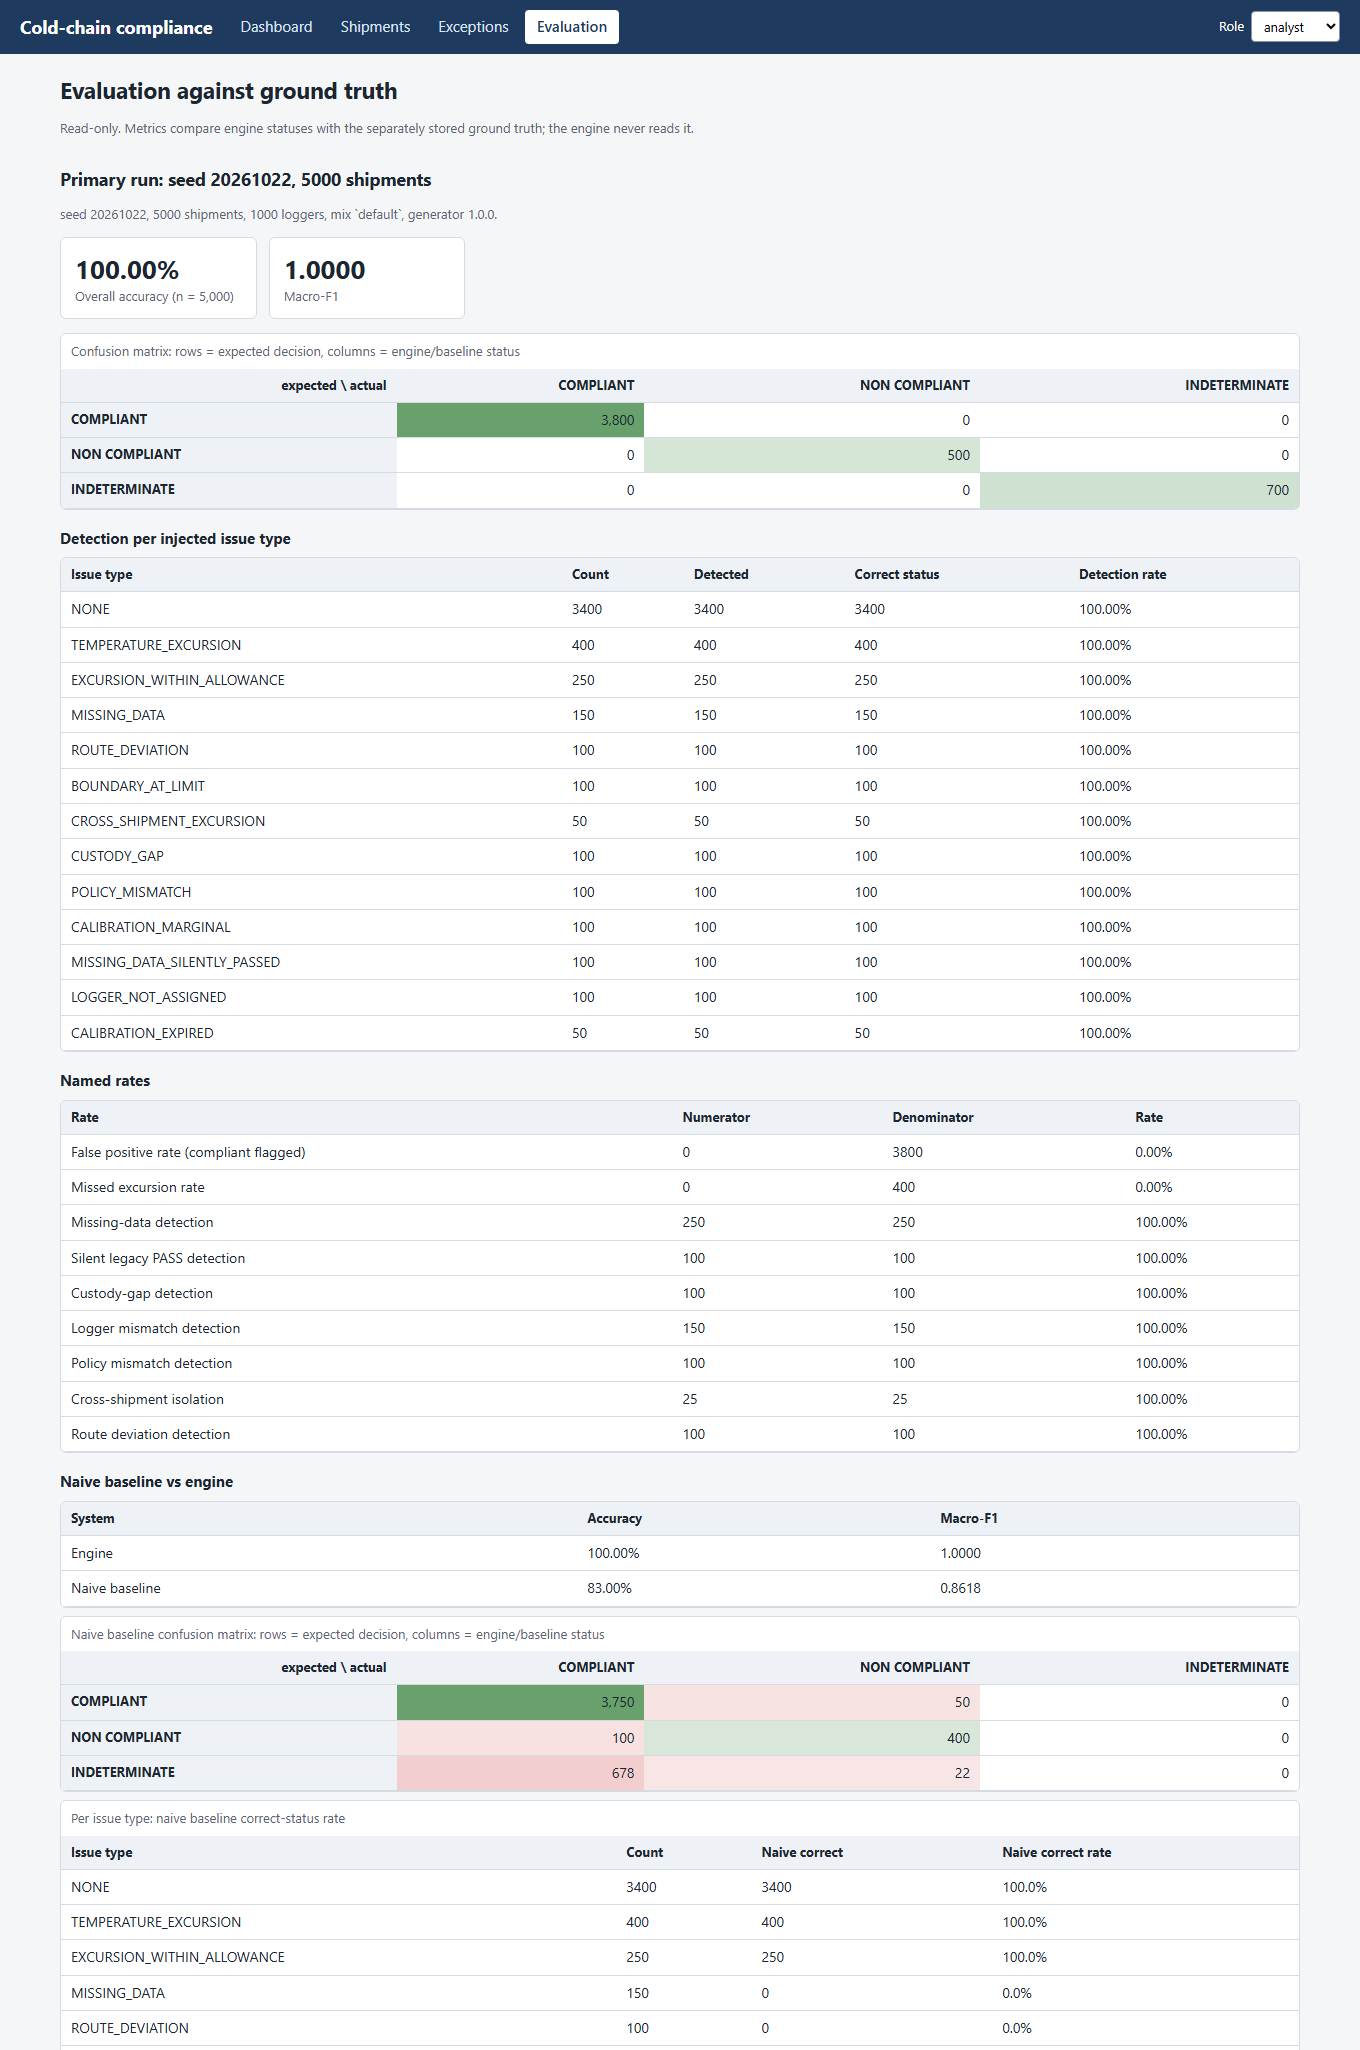 Cold-chain compliance Dashboard Shipments Exceptions Evaluation Role analyst
Evaluation against ground truth
Read-only. Metrics compare engine statuses with the separately stored ground truth; the engine never reads it.
Primary run: seed 20261022, 5000 shipments
seed 20261022, 5000 shipments, 1000 loggers, mix `default`, generator 1.0.0.
100.00% 1.0000
Overall accuracy (n = 5,000) Macro-F1
Confusion matrix: rows = expected decision, columns = engine/baseline status
expected \ actual COMPLIANT NON COMPLIANT INDETERMINATE
COMPLIANT 3,800 0 0
NON COMPLIANT 0 500 0
INDETERMINATE 0 0 700
Detection per injected issue type
Issue type Count Detected Correct status Detection rate
NONE 3400 3400 3400 100.00%
TEMPERATURE_EXCURSION 400 400 400 100.00%
EXCURSION_WITHIN_ALLOWANCE 250 250 250 100.00%
MISSING_DATA 150 150 150 100.00%
ROUTE_DEVIATION 100 100 100 100.00%
BOUNDARY_AT_LIMIT 100 100 100 100.00%
CROSS_SHIPMENT_EXCURSION 50 50 50 100.00%
CUSTODY_GAP 100 100 100 100.00%
POLICY_MISMATCH 100 100 100 100.00%
CALIBRATION_MARGINAL 100 100 100 100.00%
MISSING_DATA_SILENTLY_PASSED 100 100 100 100.00%
LOGGER_NOT_ASSIGNED 100 100 100 100.00%
CALIBRATION_EXPIRED 50 50 50 100.00%
Named rates
Rate Numerator Denominator Rate
False positive rate (compliant flagged) 0 3800 0.00%
Missed excursion rate 0 400 0.00%
Missing-data detection 250 250 100.00%
Silent legacy PASS detection 100 100 100.00%
Custody-gap detection 100 100 100.00%
Logger mismatch detection 150 150 100.00%
Policy mismatch detection 100 100 100.00%
Cross-shipment isolation 25 25 100.00%
Route deviation detection 100 100 100.00%
Naive baseline vs engine
System Accuracy Macro-F1
Engine 100.00% 1.0000
Naive baseline 83.00% 0.8618
Naive baseline confusion matrix: rows = expected decision, columns = engine/baseline status
expected \ actual COMPLIANT NON COMPLIANT INDETERMINATE
COMPLIANT 3,750 50 0
NON COMPLIANT 100 400 0
INDETERMINATE 678 22 0
Per issue type: naive baseline correct-status rate
Issue type Count Naive correct Naive correct rate
NONE 3400 3400 100.0%
TEMPERATURE_EXCURSION 400 400 100.0%
EXCURSION_WITHIN_ALLOWANCE 250 250 100.0%
MISSING_DATA 150 0 0.0%
ROUTE_DEVIATION 100 0 0.0%